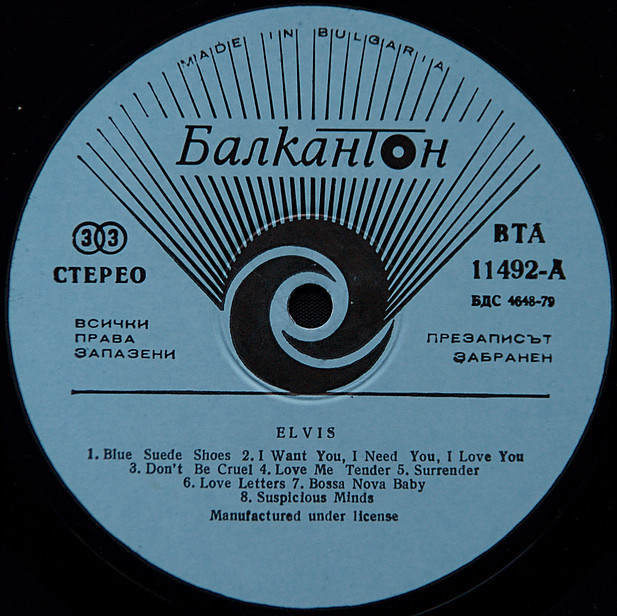 MADE IN BULGARIA
Балкантон
33
СТЕРЕО
ВТА
11492-А
БДС 4648-79
ВСИЧКИ
ПРАВА
ЗАПАЗЕНИ
ПРЕЗАПИСЪТ
ЗАБРАНЕН
ELVIS
1. Blue Suede Shoes 2. I Want You, I Need You, I Love You
3. Don't Be Cruel 4. Love Me Tender 5. Surrender
6. Love Letters 7. Bossa Nova Baby
8. Suspicious Minds
Manufactured under license